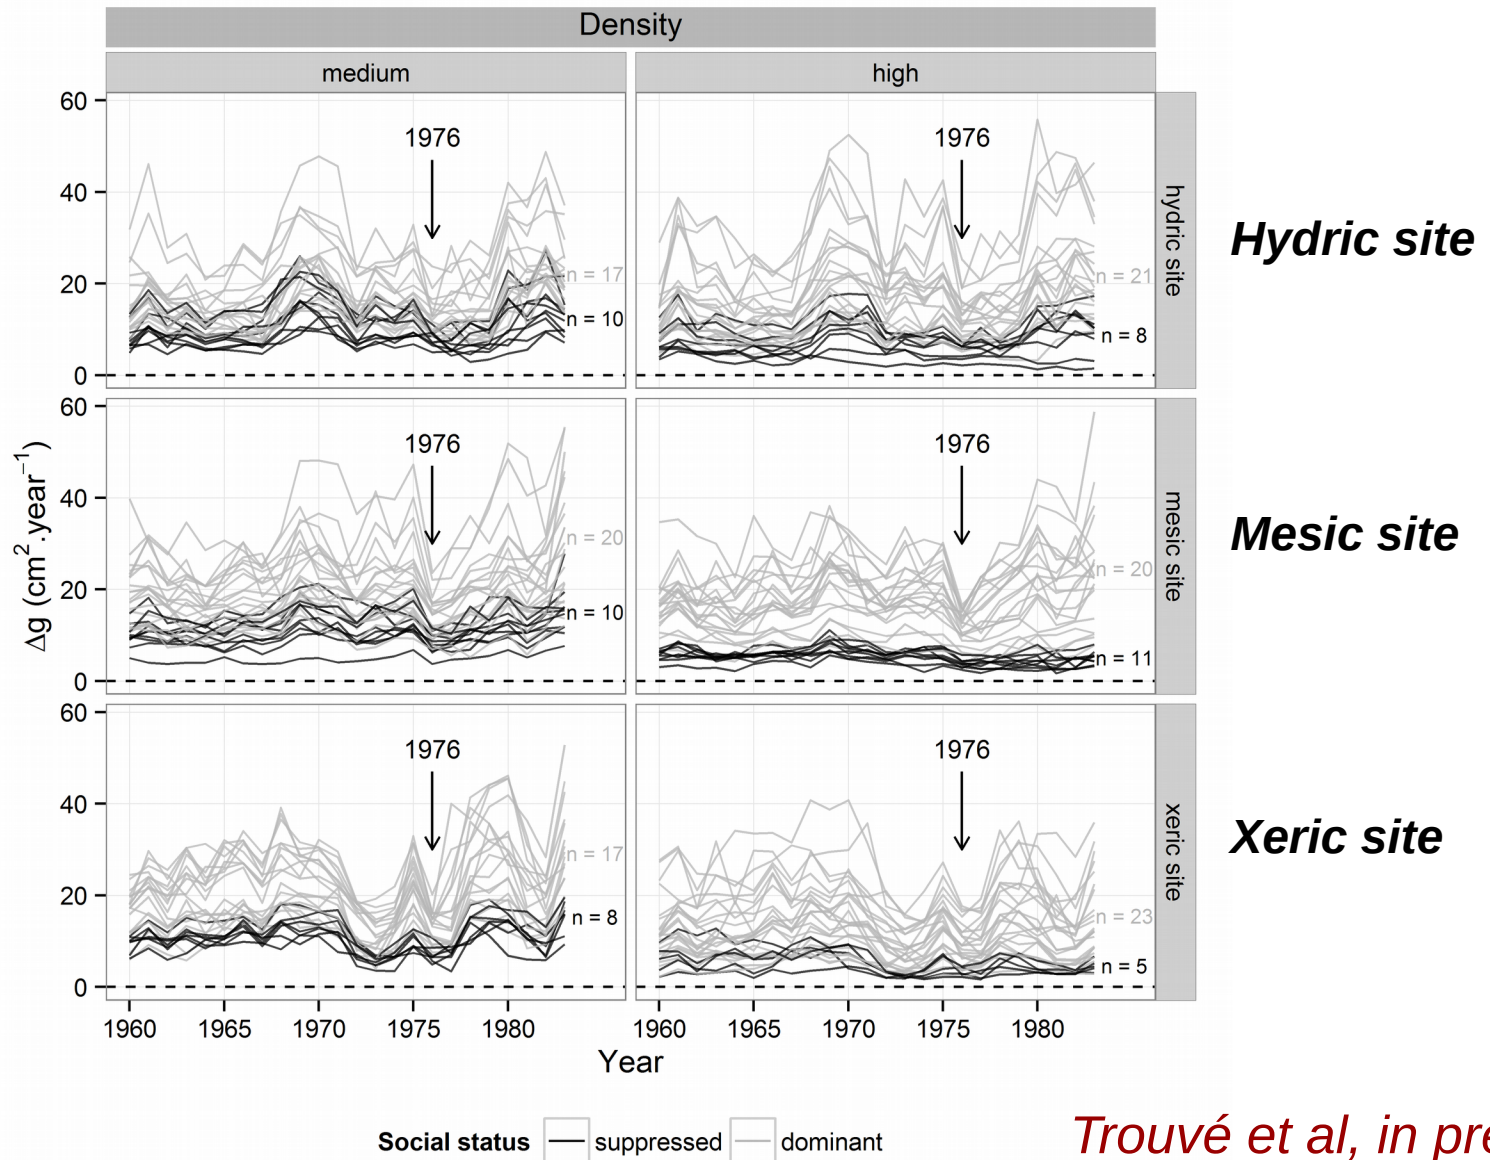 Density
medium
high
60
40
20
0
1976
n = 17
n = 10
1976
n = 21
n = 8
hydric site
Hydric site
Δg (cm².year⁻¹)
60
40
20
0
1976
n = 20
n = 10
1976
n = 20
n = 11
mesic site
Mesic site
60
40
20
0
1976
n = 17
n = 8
1976
n = 23
n = 5
xeric site
Xeric site
1960 1965 1970 1975 1980
1960 1965 1970 1975 1980
Year
Social status suppressed dominant
Trouvé et al, in pre